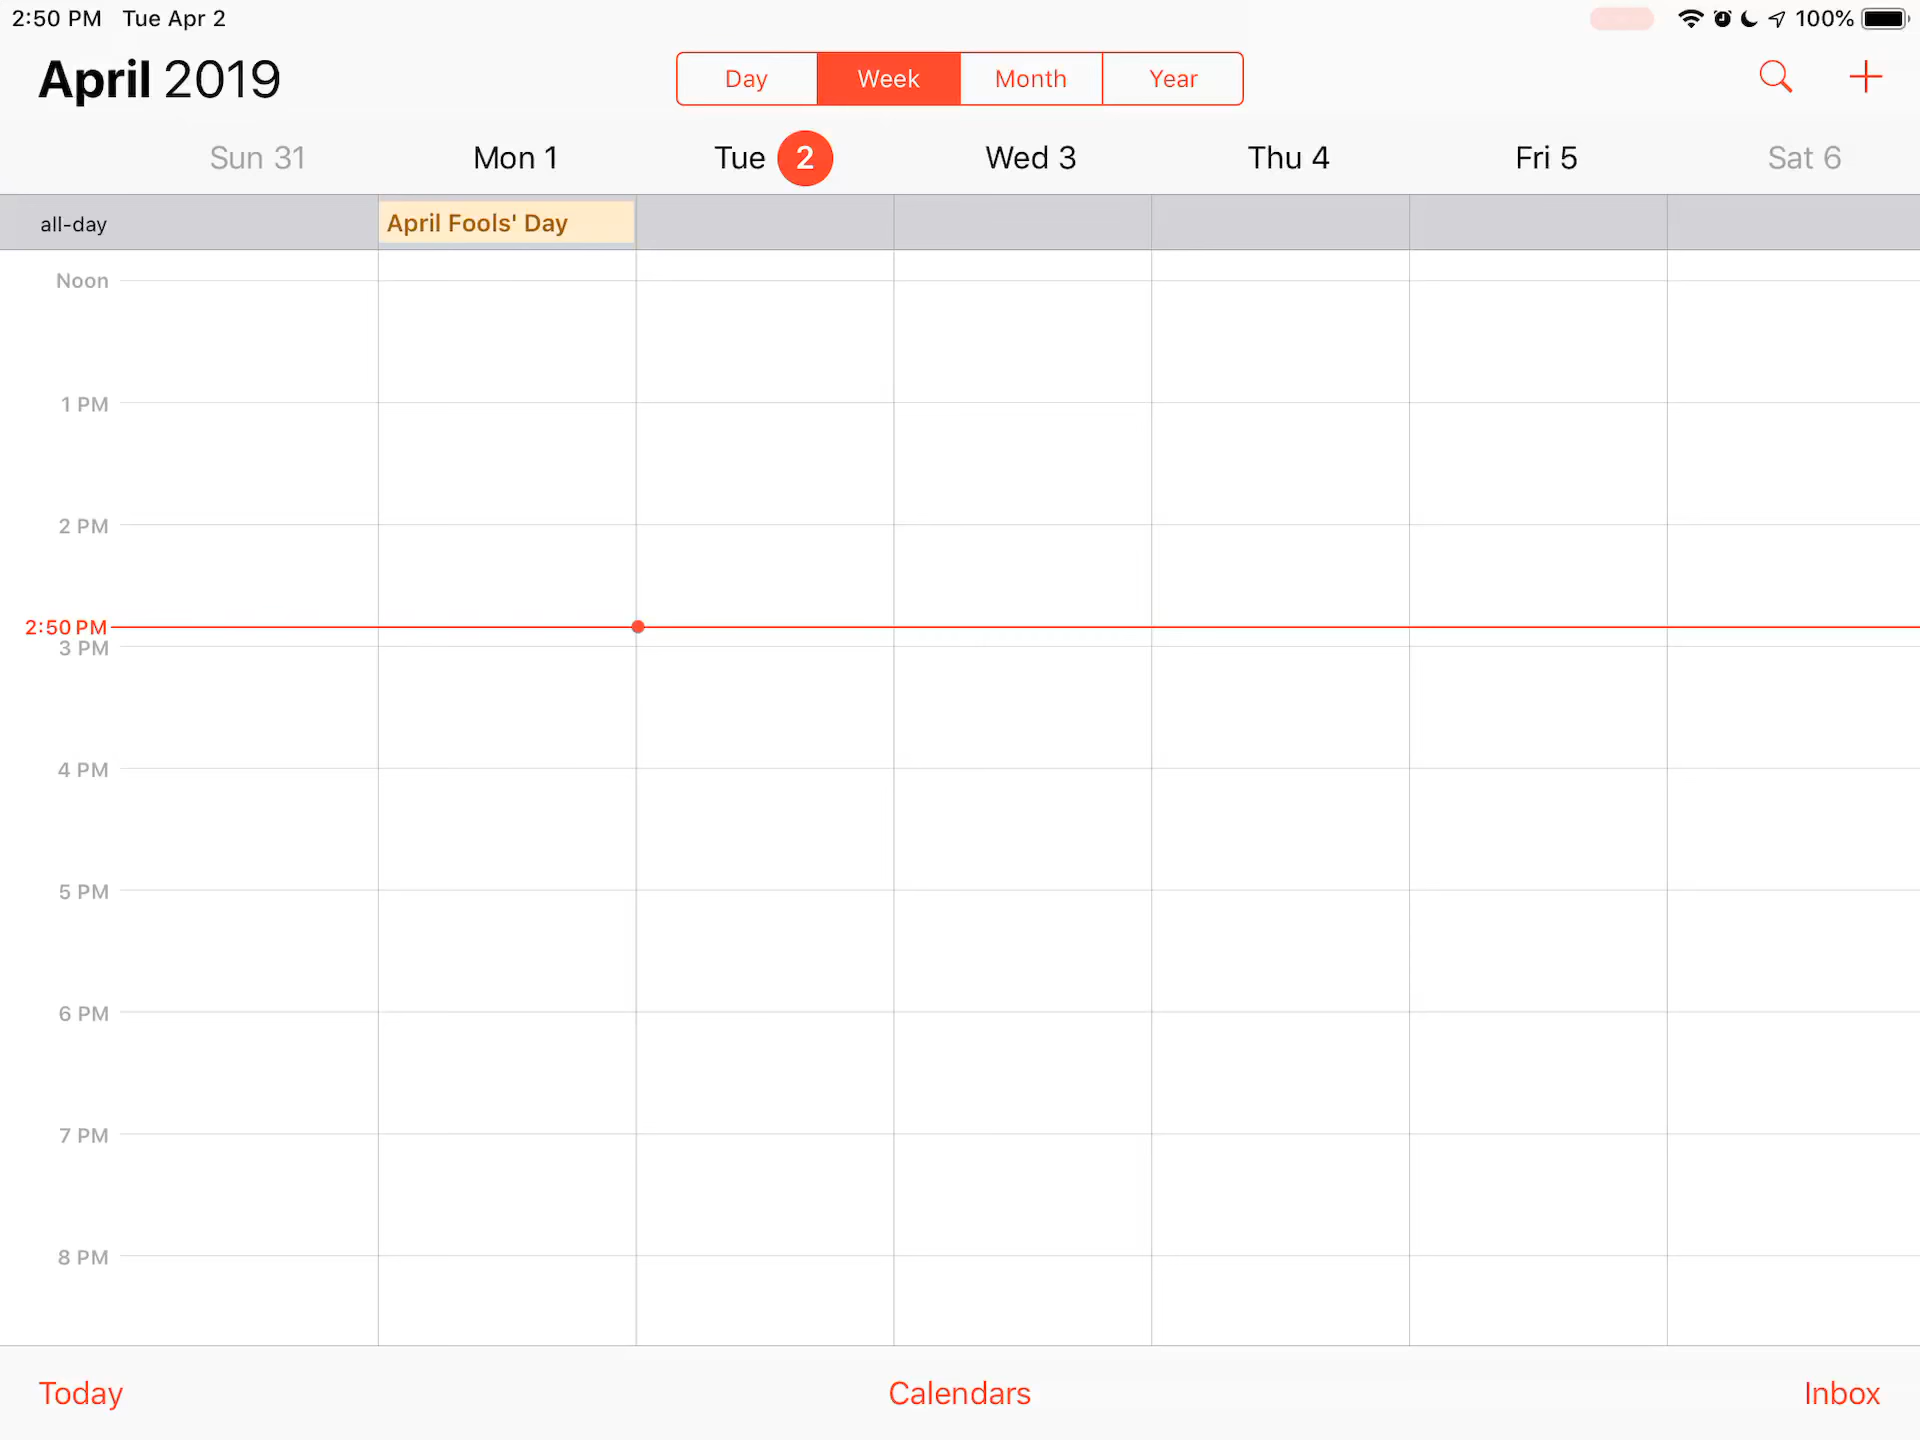 2:50 PM Tue Apr 2 100%
April 2019 Day Week Month Year
Sun 31 Mon 1 Tue 2 Wed 3 Thu 4 Fri 5 Sat 6
all-day April Fools' Day
Noon
1 PM
2 PM
2:50 PM
3 PM
4 PM
5 PM
6 PM
7 PM
8 PM
Today Calendars Inbox